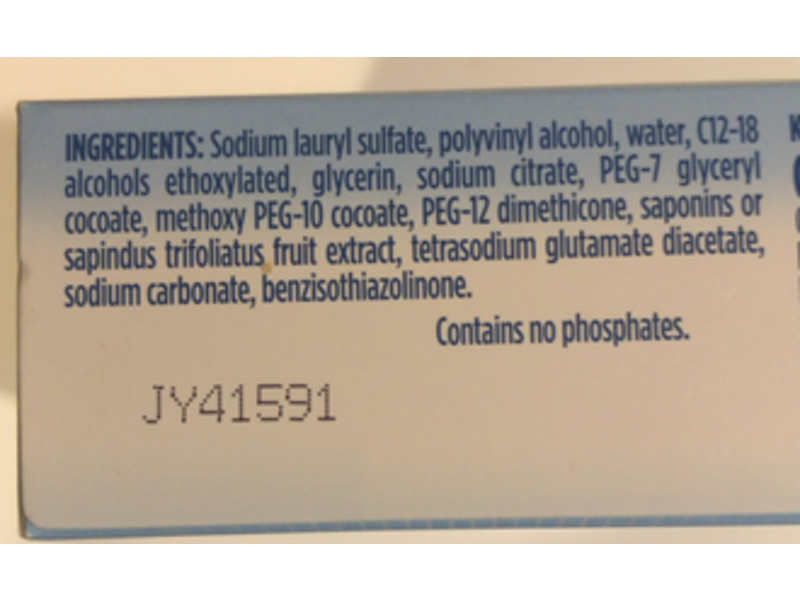 INGREDIENTS: Sodium lauryl sulfate, polyvinyl alcohol, water, C12-18
alcohols ethoxylated, glycerin, sodium citrate, PEG-7 glyceryl
cocoate, methoxy PEG-10 cocoate, PEG-12 dimethicone, saponins or
sapindus trifoliatus fruit extract, tetrasodium glutamate diacetate,
sodium carbonate, benzisothiazolinone.
Contains no phosphates.
JY41591